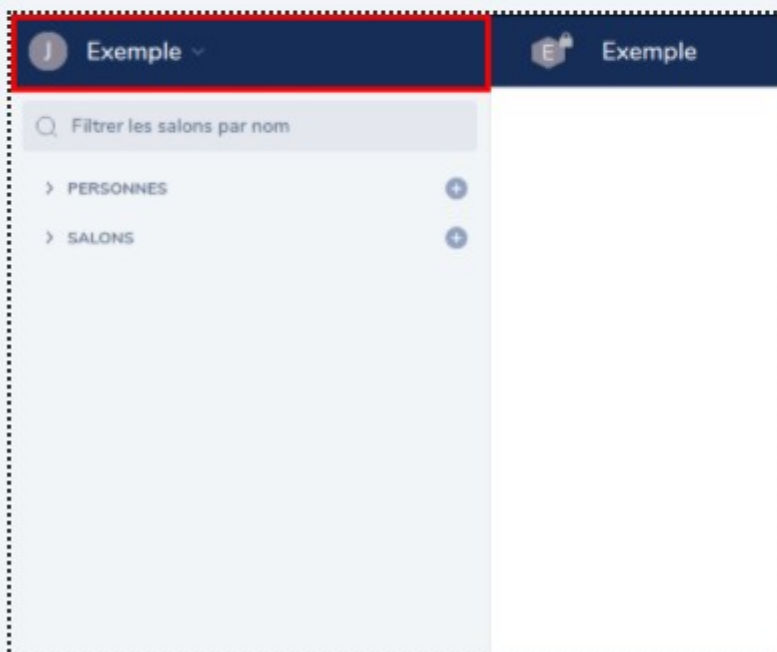 J Exemple
E Exemple
Filtrer les salons par nom
PERSONNES
SALONS